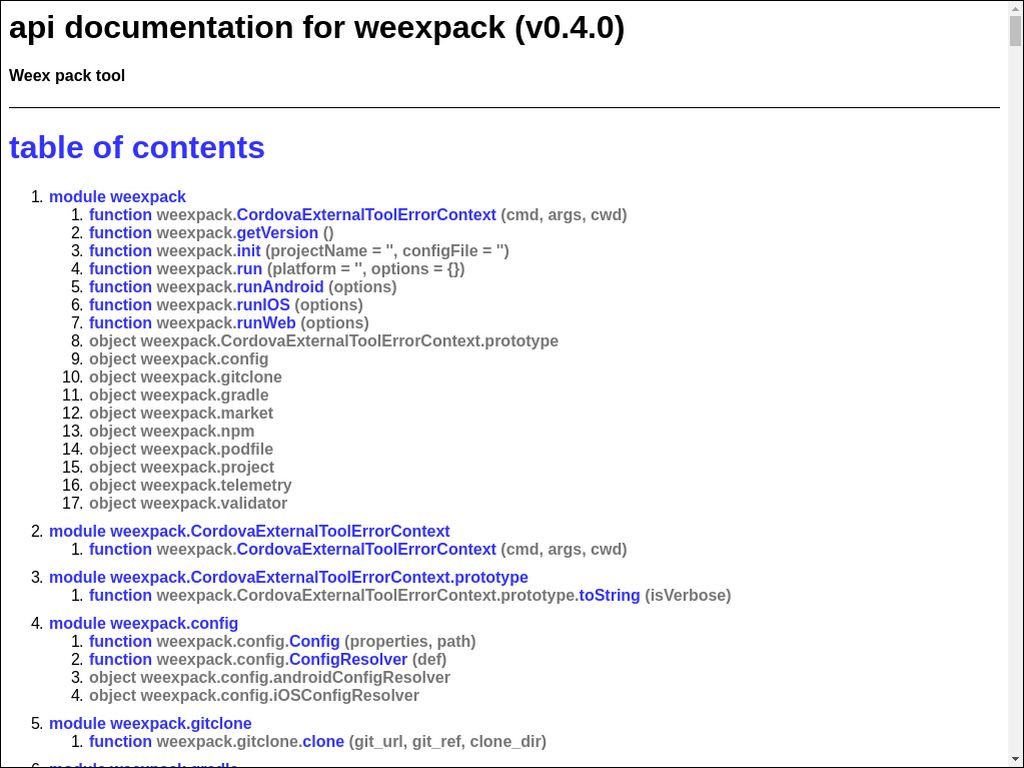 api documentation for weexpack (v0.4.0)
Weex pack tool
table of contents
1. module weexpack
1. function weexpack.CordovaExternalToolErrorContext (cmd, args, cwd)
2. function weexpack.getVersion ()
3. function weexpack.init (projectName = '', configFile = '')
4. function weexpack.run (platform = '', options = {})
5. function weexpack.runAndroid (options)
6. function weexpack.runIOS (options)
7. function weexpack.runWeb (options)
8. object weexpack.CordovaExternalToolErrorContext.prototype
9. object weexpack.config
10. object weexpack.gitclone
11. object weexpack.gradle
12. object weexpack.market
13. object weexpack.npm
14. object weexpack.podfile
15. object weexpack.project
16. object weexpack.telemetry
17. object weexpack.validator
2. module weexpack.CordovaExternalToolErrorContext
1. function weexpack.CordovaExternalToolErrorContext (cmd, args, cwd)
3. module weexpack.CordovaExternalToolErrorContext.prototype
1. function weexpack.CordovaExternalToolErrorContext.prototype.toString (isVerbose)
4. module weexpack.config
1. function weexpack.config.Config (properties, path)
2. function weexpack.config.ConfigResolver (def)
3. object weexpack.config.androidConfigResolver
4. object weexpack.config.iOSConfigResolver
5. module weexpack.gitclone
1. function weexpack.gitclone.clone (git_url, git_ref, clone_dir)
6. module weexpack.gradle